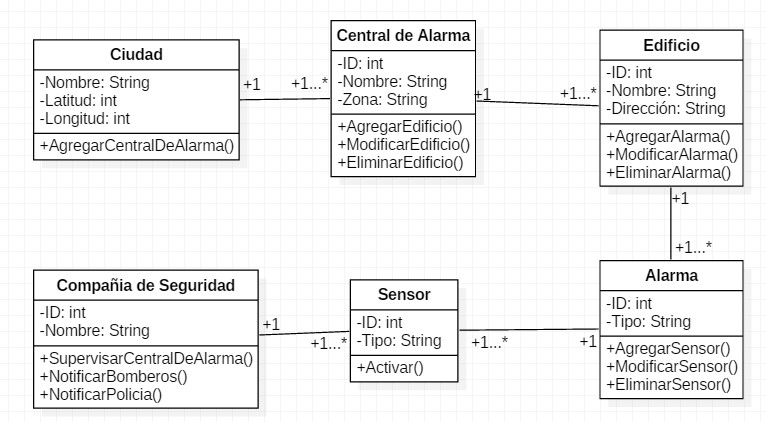 Ciudad
-Nombre: String
-Latitud: int
-Longitud: int
+AgregarCentralDeAlarma()
+1
+1...*
Central de Alarma
-ID: int
-Nombre: String
-Zona: String
+AgregarEdificio()
+ModificarEdificio()
+EliminarEdificio()
+1
+1...*
Edificio
-ID: int
-Nombre: String
-Dirección: String
+AgregarAlarma()
+ModificarAlarma()
+EliminarAlarma()
+1
+1...*
Compañia de Seguridad
-ID: int
-Nombre: String
+SupervisarCentralDeAlarma()
+NotificarBomberos()
+NotificarPolicia()
+1
+1...*
Sensor
-ID: int
-Tipo: String
+Activar()
+1...*
+1
Alarma
-ID: int
-Tipo: String
+AgregarSensor()
+ModificarSensor()
+EliminarSensor()